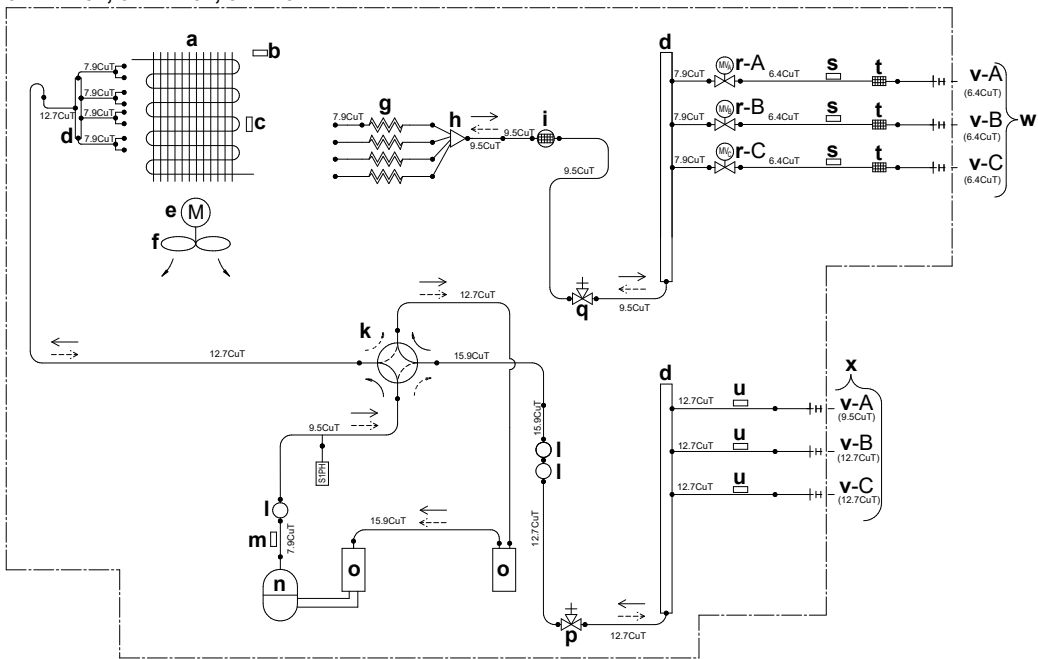 a
b
7.9CuT
7.9CuT
7.9CuT
7.9CuT
12.7CuT
d
c
e M
f
7.9CuT
g
h
9.5CuT
9.5CuT
i
9.5CuT
q
9.5CuT
d
7.9CuT
r-A
6.4CuT
s
t
v-A
(6.4CuT)
7.9CuT
r-B
6.4CuT
s
t
v-B
(6.4CuT)
w
7.9CuT
r-C
6.4CuT
s
t
v-C
(6.4CuT)
12.7CuT
k
12.7CuT
15.9CuT
15.9CuT
l
l
12.7CuT
9.5CuT
S1PH
l
m
7.9CuT
n
15.9CuT
o
o
p
12.7CuT
d
x
12.7CuT
u
v-A
(9.5CuT)
12.7CuT
u
v-B
(12.7CuT)
12.7CuT
u
v-C
(12.7CuT)